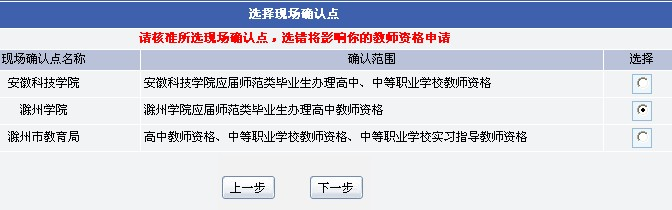 选择现场确认点
请核准所选现场确认点，选错将影响你的教师资格申请
现场确认点名称 确认范围 选择
安徽科技学院 安徽科技学院应届师范类毕业生办理高中、中等职业学校教师资格
滁州学院 滁州学院应届师范类毕业生办理高中教师资格
滁州市教育局 高中教师资格、中等职业学校教师资格、中等职业学校实习指导教师资格
上一步 下一步